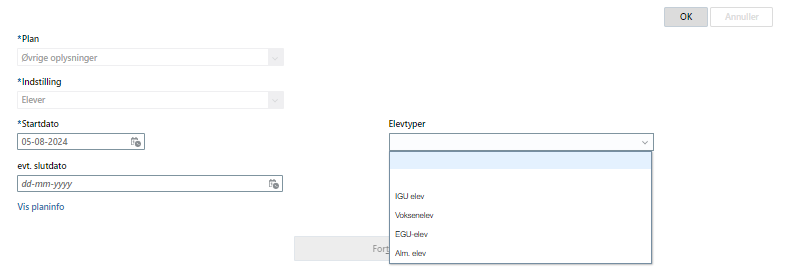 OK
Annuller
*Plan
Øvrige oplysninger
*Indstilling
Elever
*Startdato
05-08-2024
Elevtyper
evt. slutdato
dd-mm-yyyy
IGU elev
Voksenelev
EGU-elev
Alm. elev
Vis planinfo